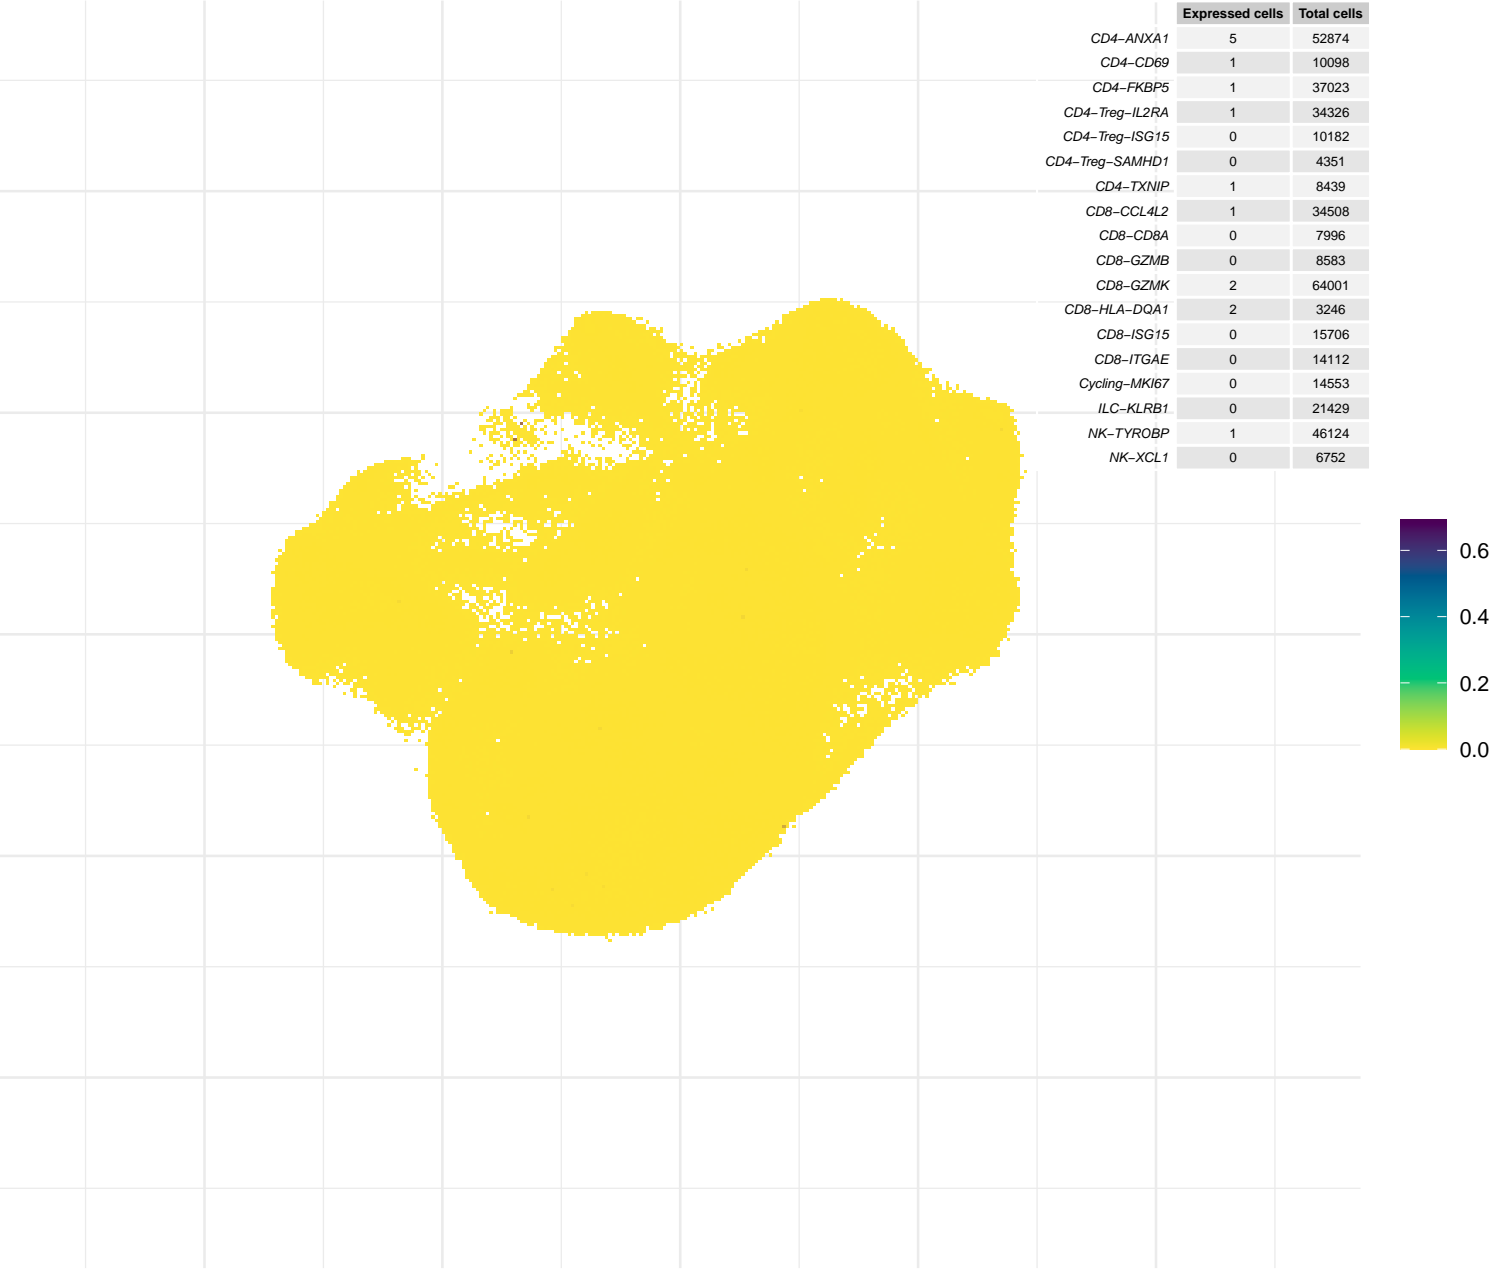 Expressed cells Total cells
CD4−ANXA1 5 52874
CD4−CD69 1 10098
CD4−FKBP5 1 37023
CD4−Treg−IL2RA 1 34326
CD4−Treg−ISG15 0 10182
CD4−Treg−SAMHD1 0 4351
CD4−TXNIP 1 8439
CD8−CCL4L2 1 34508
CD8−CD8A 0 7996
CD8−GZMB 0 8583
CD8−GZMK 2 64001
CD8−HLA−DQA1 2 3246
CD8−ISG15 0 15706
CD8−ITGAE 0 14112
Cycling−MKI67 0 14553
ILC−KLRB1 0 21429
NK−TYROBP 1 46124
NK−XCL1 0 6752
0.6
0.4
0.2
0.0